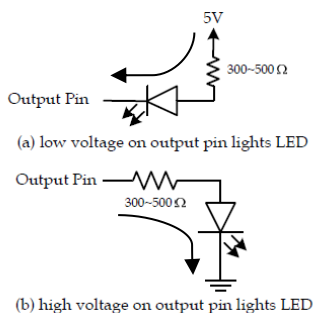 5V
300~500 Ω
Output Pin
(a) low voltage on output pin lights LED
Output Pin
300~500 Ω
(b) high voltage on output pin lights LED